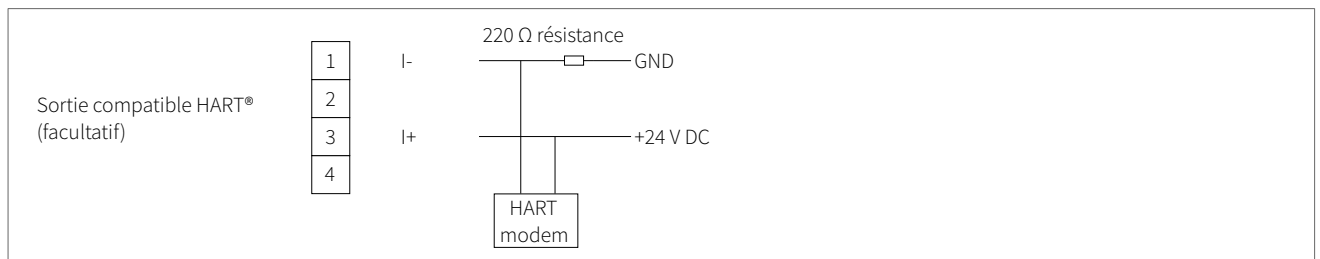 220 Ω résistance
1 I- GND
Sortie compatible HART®
(facultatif)
2
3 I+ +24 V DC
4
HART
modem